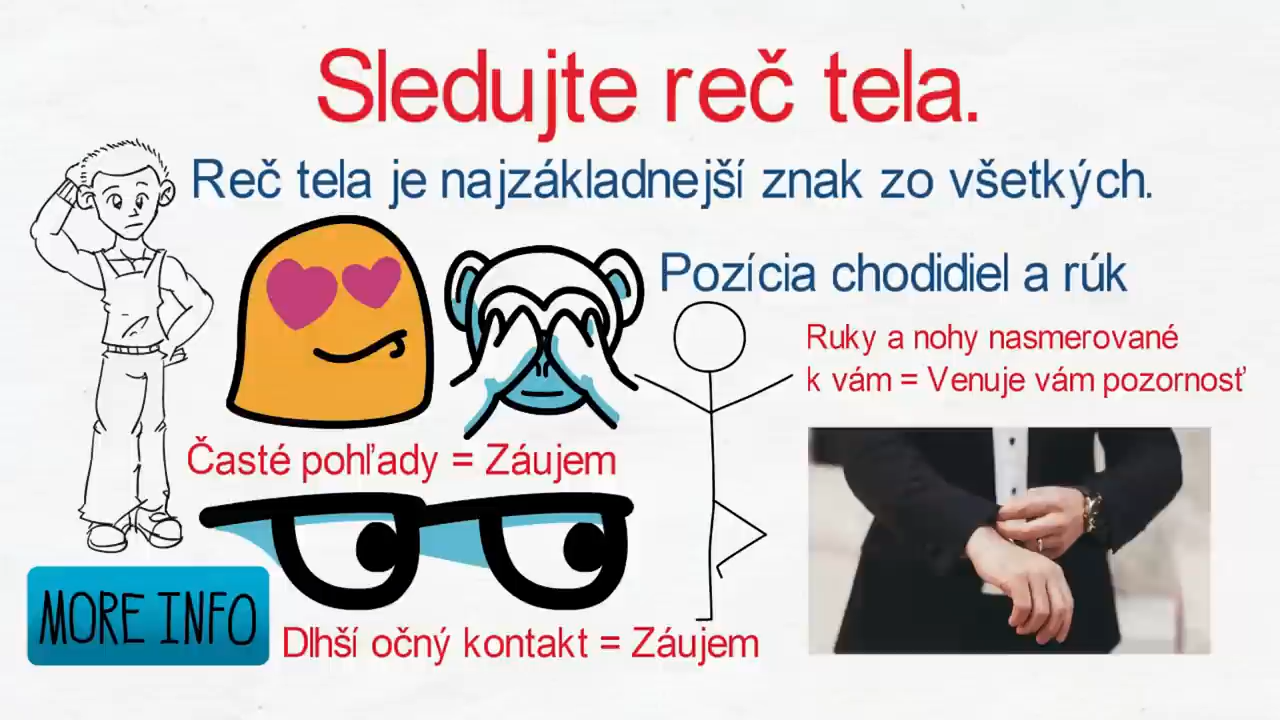 Sledujte reč tela.
Reč tela je najzákladnejší znak zo všetkých.
Pozícia chodidiel a rúk
Ruky a nohy nasmerované
k vám = Venuje vám pozornosť
Časté pohľady = Záujem
MORE INFO
Dlhší očný kontakt = Záujem